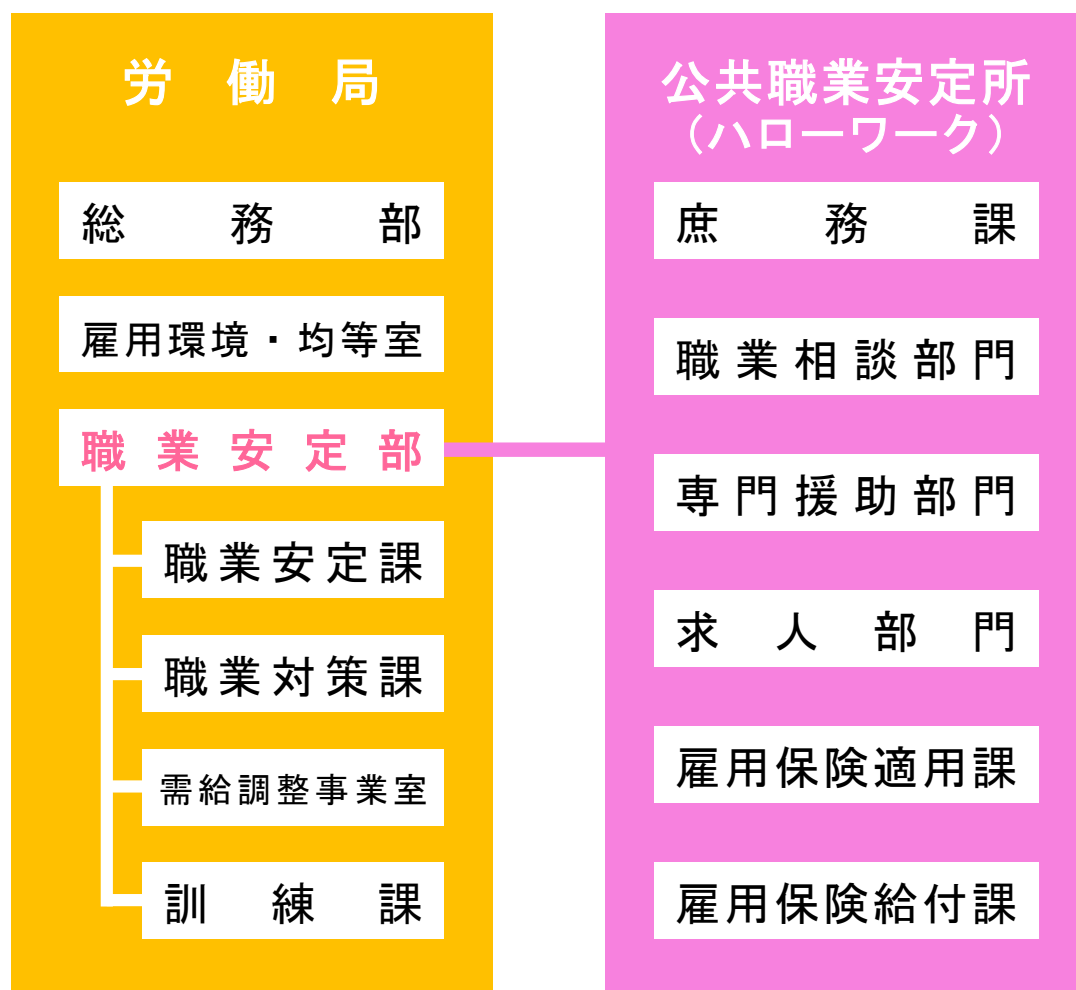 労働局
総務部
雇用環境・均等室
職業安定部
職業安定課
職業対策課
需給調整事業室
訓練課
公共職業安定所
（ハローワーク）
庶務課
職業相談部門
専門援助部門
求人部門
雇用保険適用課
雇用保険給付課